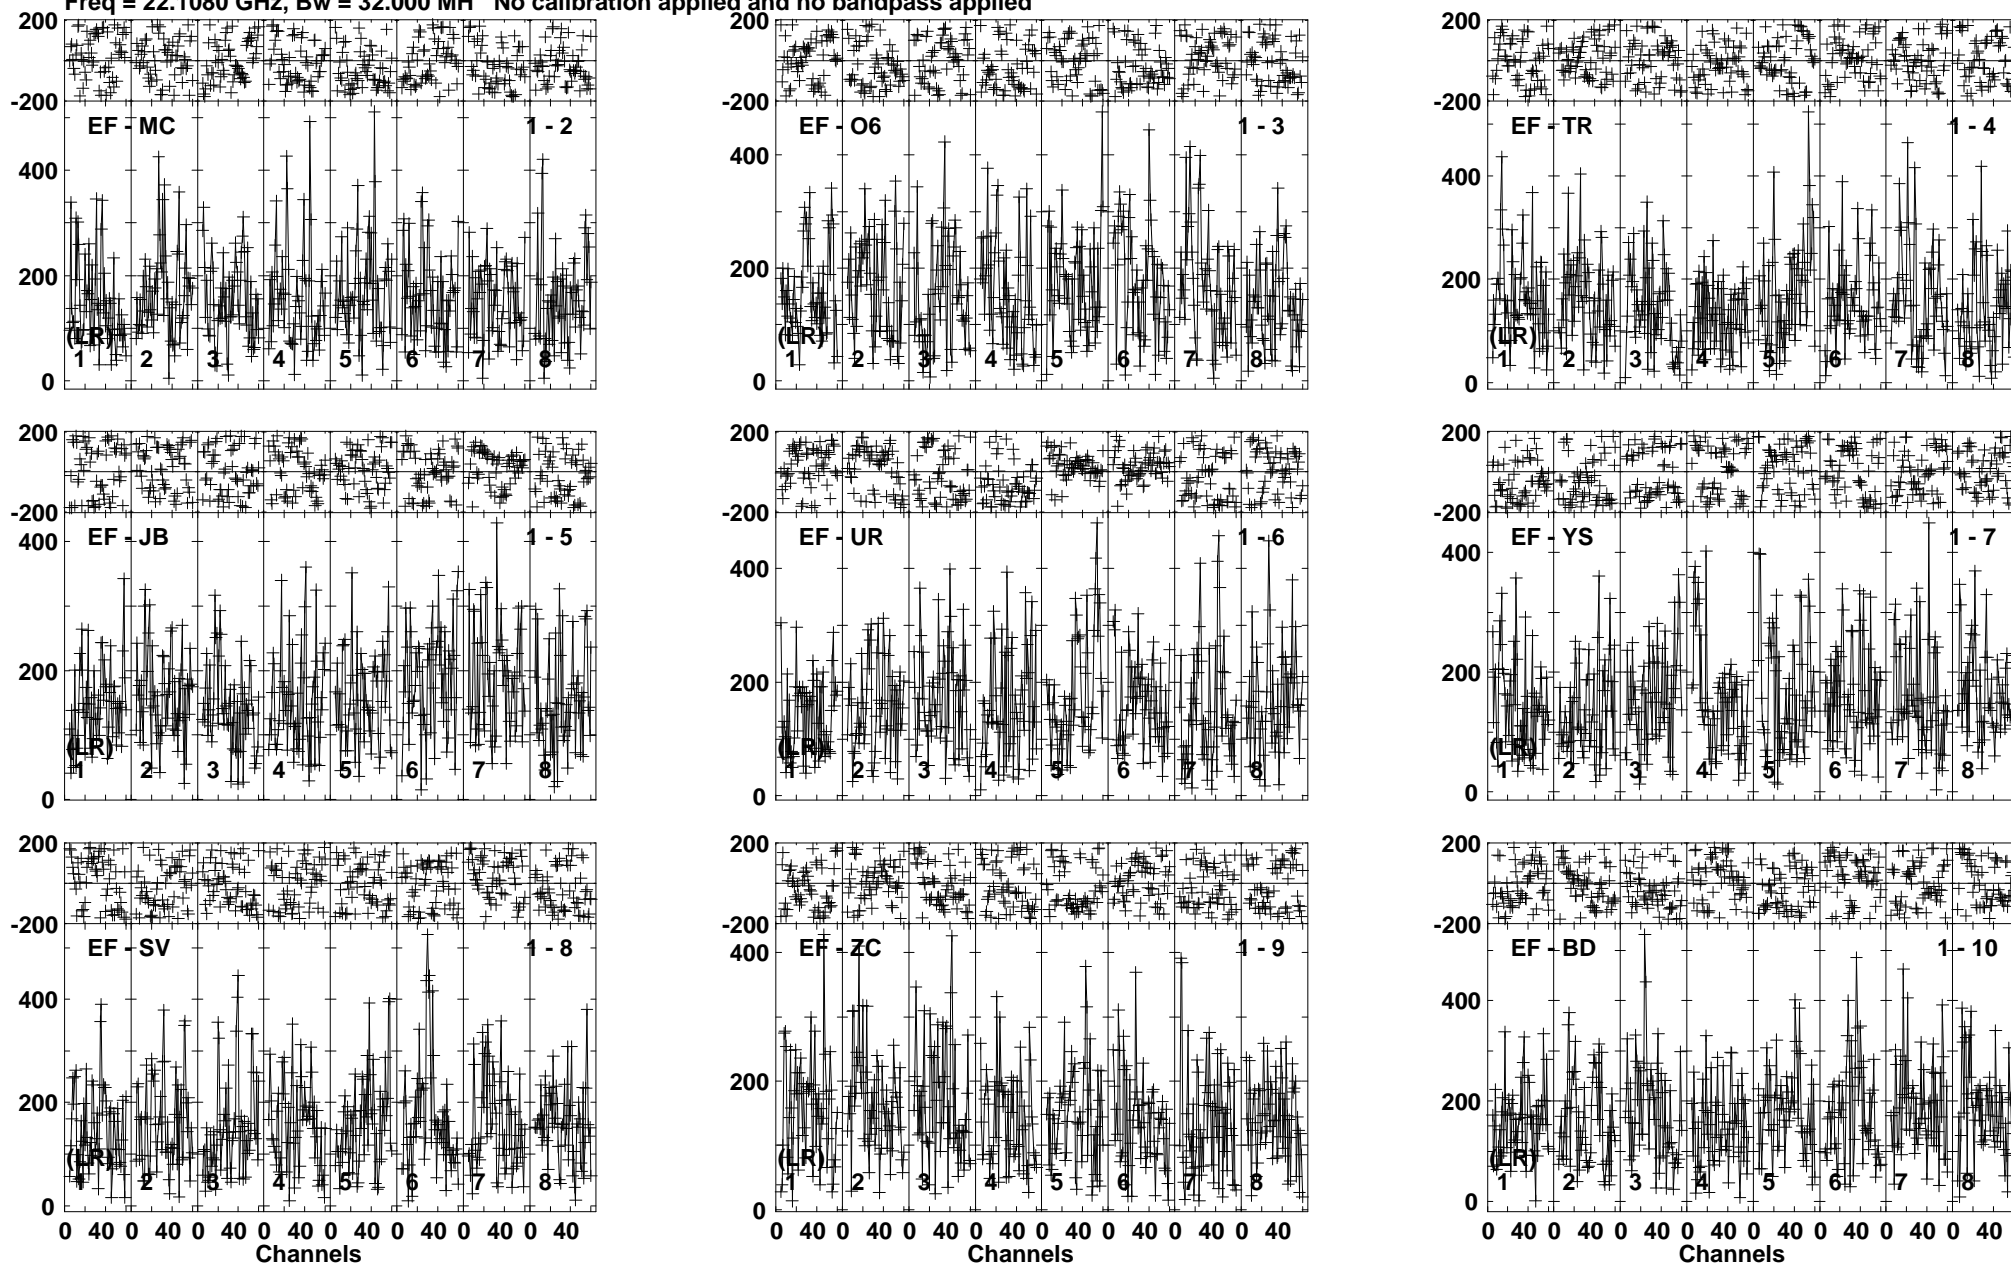 Freq = 22.1080 GHz, Bw = 32.000 MH No calibration applied and no bandpass applied
200 200 200
-200 -200 -200
EF - MC 1 - 2 EF - O6 1 - 3 EF - TR 1 - 4
400 400 400
200 200 200
(LR) (LR) (LR)
1 2 3 4 5 6 7 8 1 2 3 4 5 6 7 8 1 2 3 4 5 6 7 8
0 0 0
200 200 200
-200 -200 -200
EF - JB 1 - 5 EF - UR 1 - 6 EF - YS 1 - 7
400 400 400
200 200 200
(LR) (LR) (LR)
1 2 3 4 5 6 7 8 1 2 3 4 5 6 7 8 1 2 3 4 5 6 7 8
0 0 0
200 200 200
-200 -200 -200
EF - SV 1 - 8 EF - ZC 1 - 9 EF - BD 1 - 10
400 400 400
200 200 200
(LR) (LR) (LR)
1 2 3 4 5 6 7 8 1 2 3 4 5 6 7 8 1 2 3 4 5 6 7 8
0 0 0
0 40 0 40 0 40 0 40 0 40 0 40 0 40 0 40 0 40 0 40 0 40 0 40 0 40 0 40 0 40 0 40 0 40 0 40 0 40 0 40 0 40 0 40 0 40 0 40
Channels Channels Channels